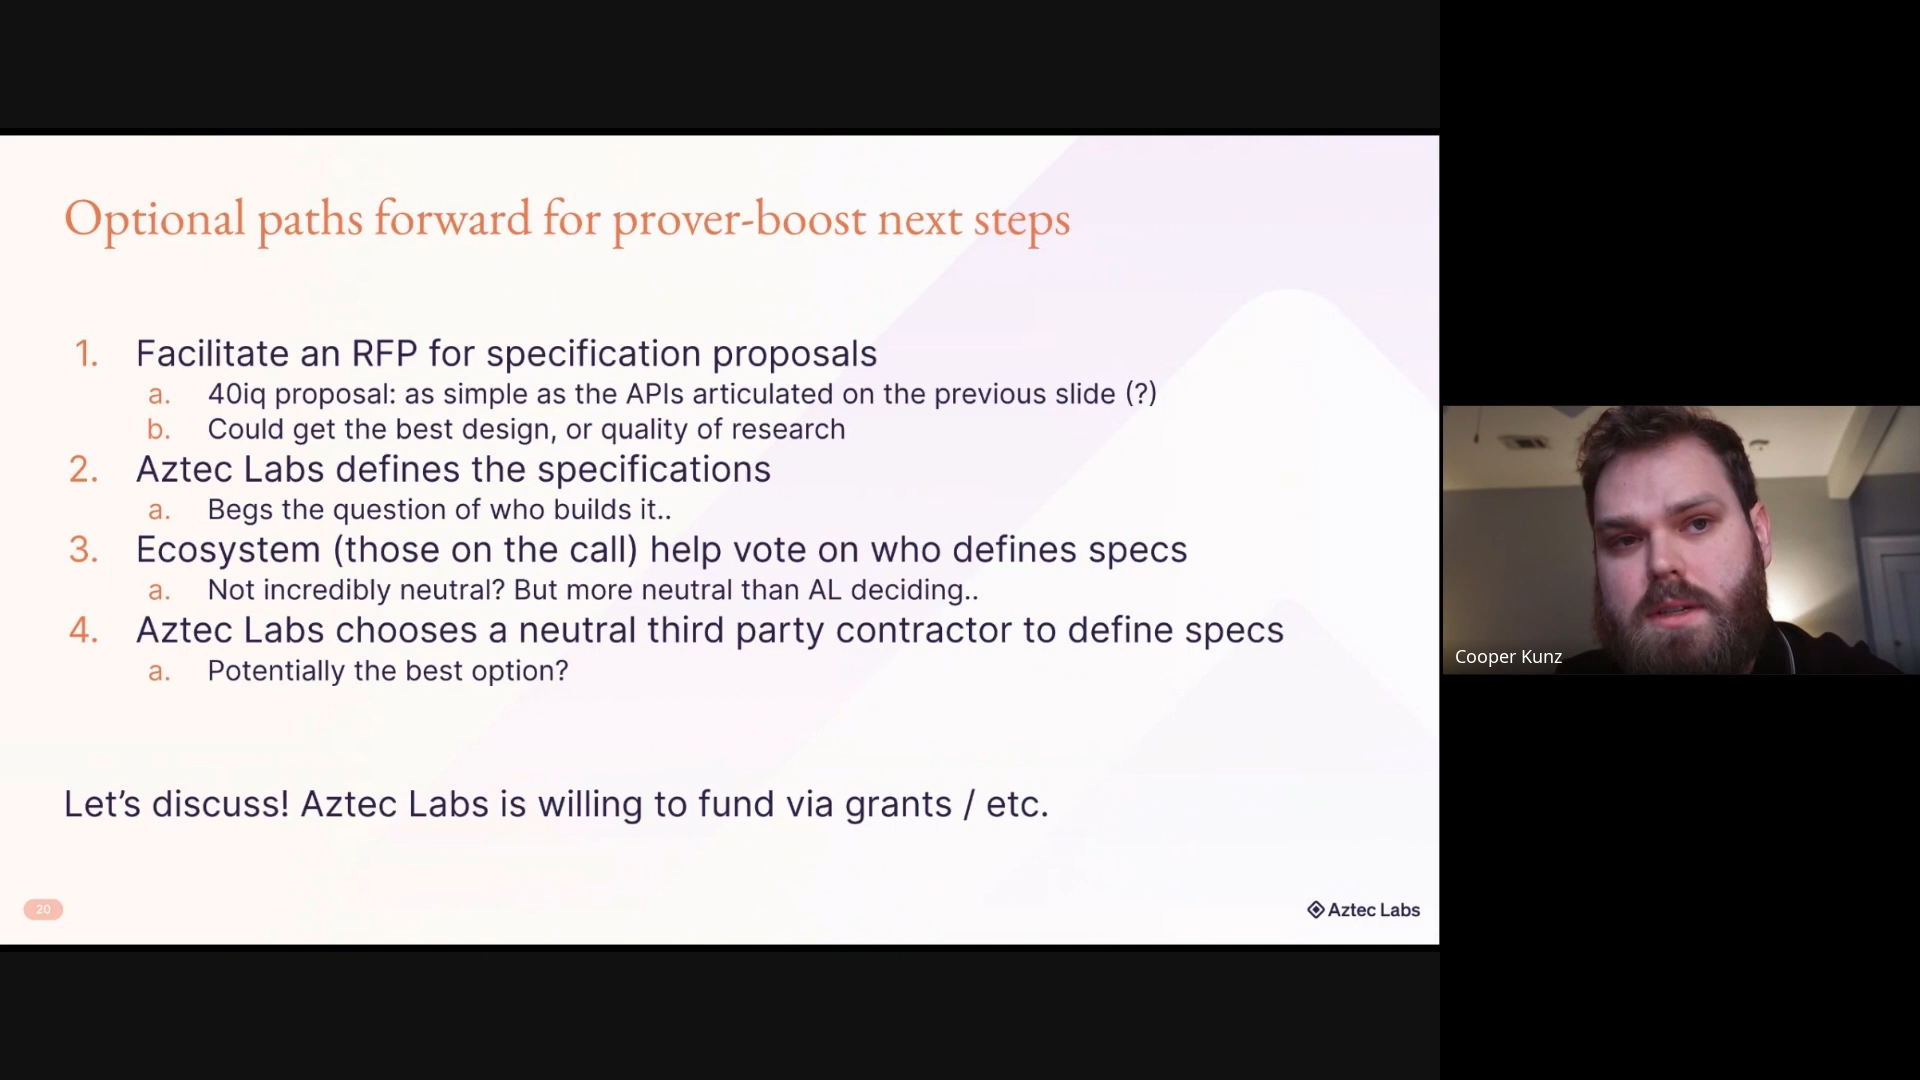 Optional paths forward for prover-boost next steps
1. Facilitate an RFP for specification proposals
a. 40iq proposal: as simple as the APIs articulated on the previous slide (?)
b. Could get the best design, or quality of research
2. Aztec Labs defines the specifications
a. Begs the question of who builds it..
3. Ecosystem (those on the call) help vote on who defines specs
a. Not incredibly neutral? But more neutral than AL deciding..
4. Aztec Labs chooses a neutral third party contractor to define specs
a. Potentially the best option?
Let's discuss! Aztec Labs is willing to fund via grants / etc.
20
Aztec Labs
Cooper Kunz